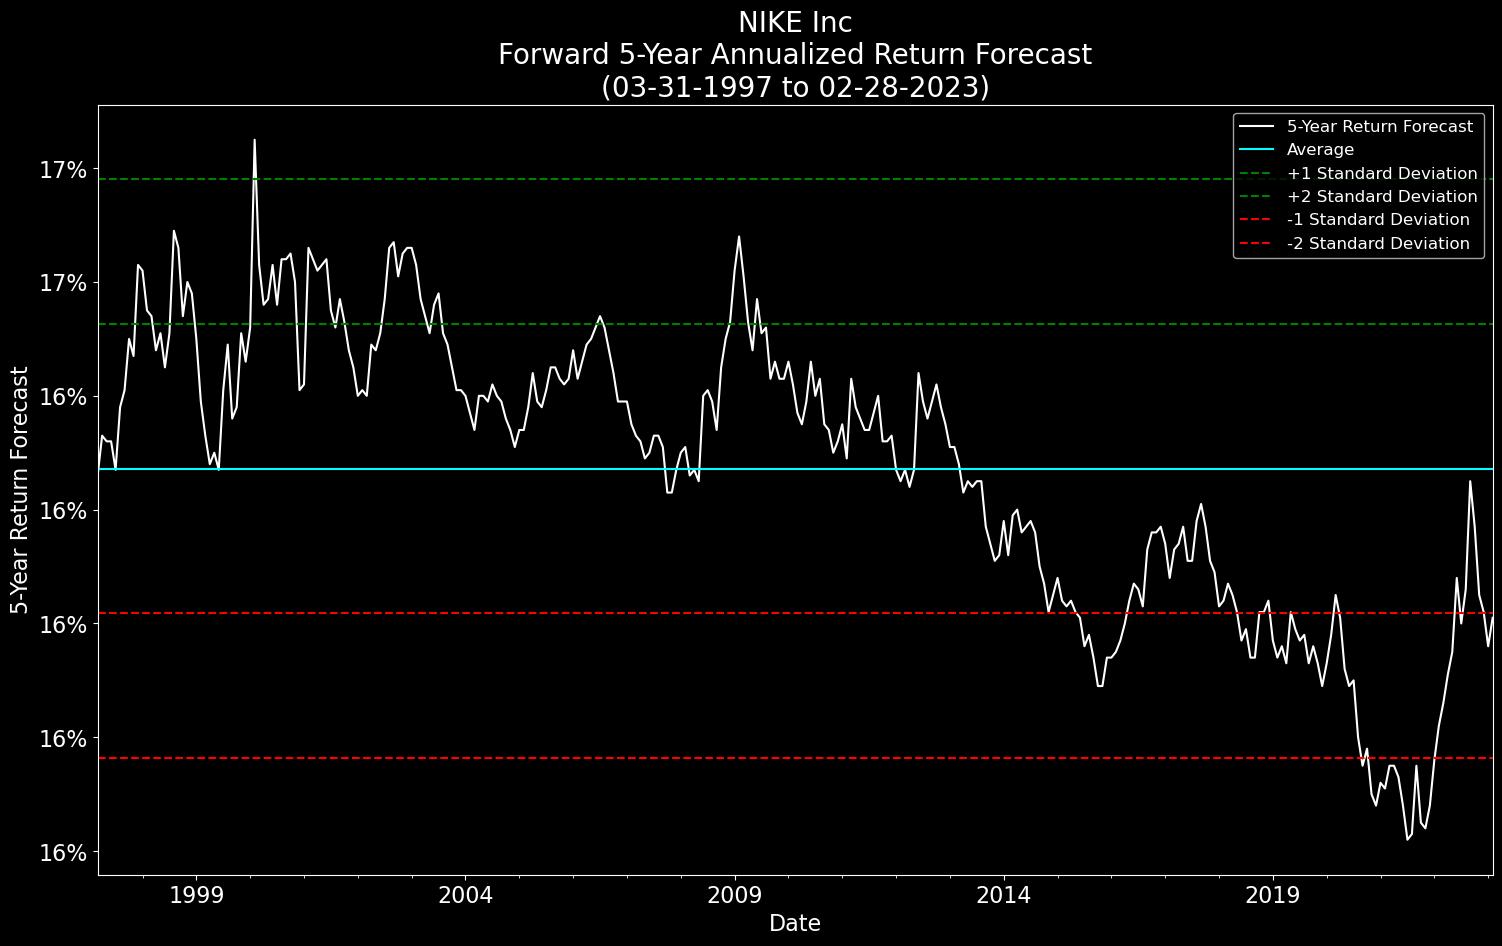 NIKE Inc
Forward 5-Year Annualized Return Forecast
(03-31-1997 to 02-28-2023)
5-Year Return Forecast
Average
+1 Standard Deviation
+2 Standard Deviation
-1 Standard Deviation
-2 Standard Deviation
17%
17%
16%
16%
16%
16%
16%
5-Year Return Forecast
1999
2004
2009
2014
2019
Date